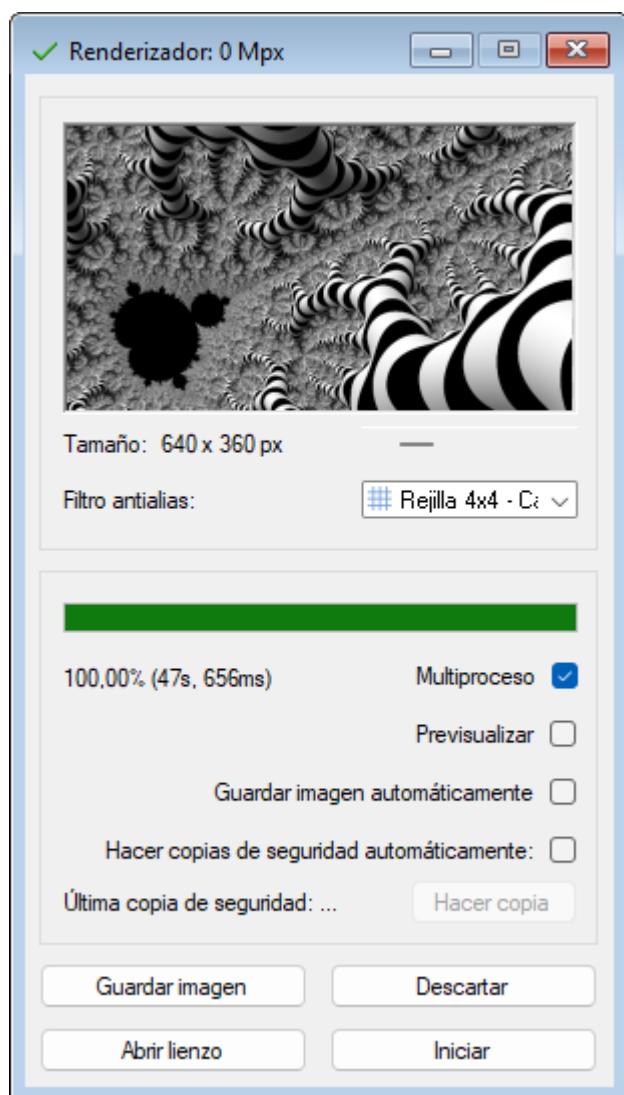 Renderizador: 0 Mpx
Tamaño: 640 x 360 px
Filtro antialias: Rejilla 4x4 - Ca
100,00% (47s, 656ms) Multiproceso
Previsualizar
Guardar imagen automáticamente
Hacer copias de seguridad automáticamente:
Última copia de seguridad: ... Hacer copia
Guardar imagen Descartar
Abrir lienzo Iniciar